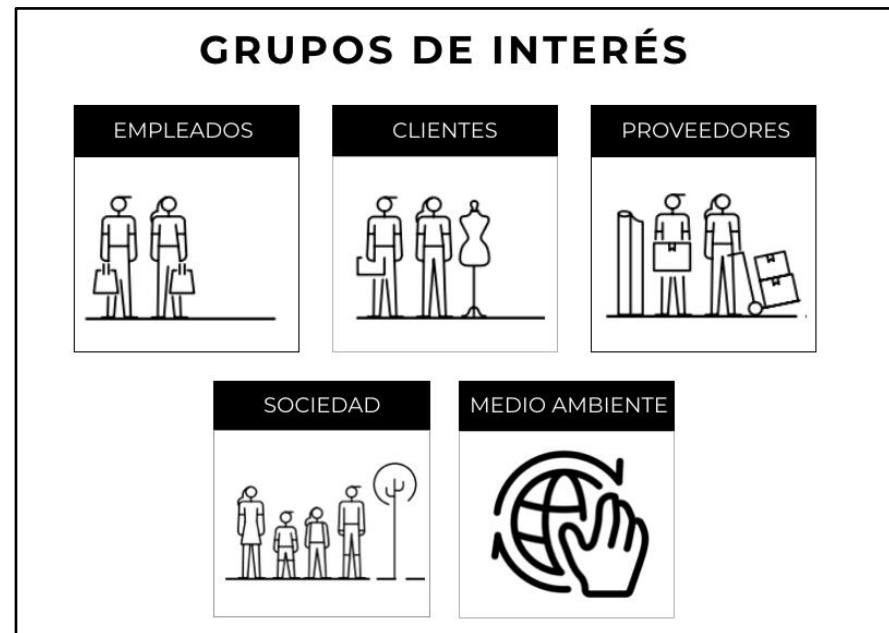 GRUPOS DE INTERÉS
EMPLEADOS
CLIENTES
PROVEEDORES
SOCIEDAD
MEDIO AMBIENTE